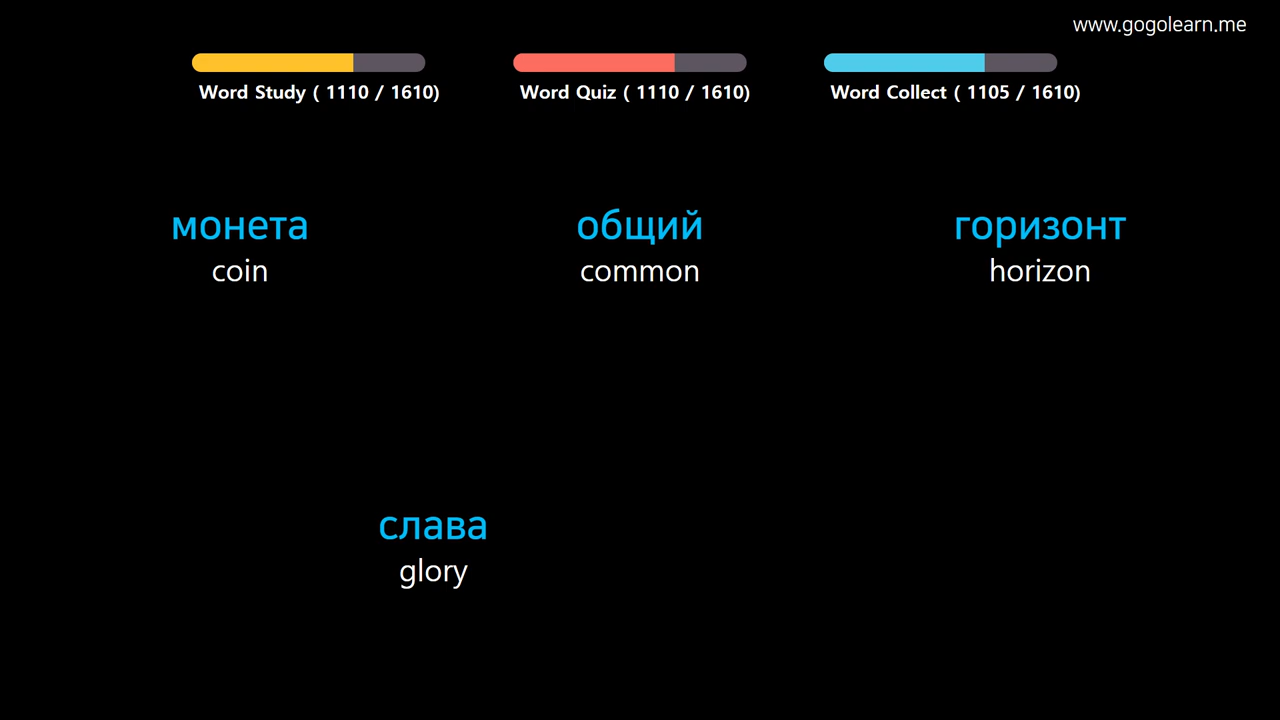 www.gogolearn.me
Word Study ( 1110 / 1610)
Word Quiz ( 1110 / 1610)
Word Collect ( 1105 / 1610)
монета
coin
общий
common
горизонт
horizon
слава
glory